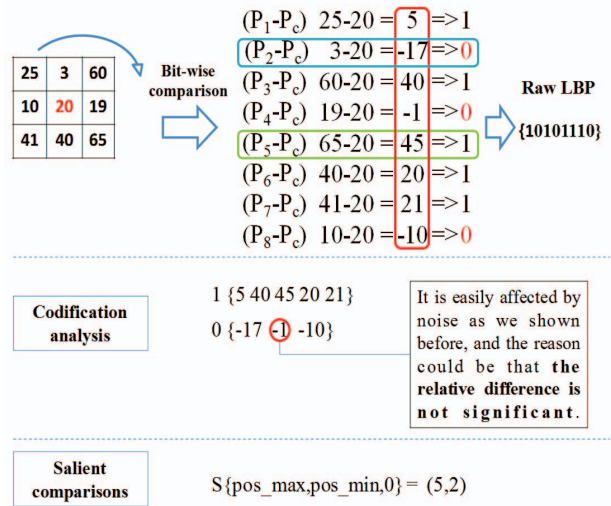 25 3 60
10 20 19
41 40 65
Bit-wise
comparison
(P1-Pc) 25-20 = 5 =>1
(P2-Pc) 3-20 = -17 =>0
(P3-Pc) 60-20 = 40 =>1
(P4-Pc) 19-20 = -1 =>0
(P5-Pc) 65-20 = 45 =>1
(P6-Pc) 40-20 = 20 =>1
(P7-Pc) 41-20 = 21 =>1
(P8-Pc) 10-20 = -10 =>0
Raw LBP
{10101110}
Codification
analysis
1 {5 40 45 20 21}
0 {-17 -1 -10}
It is easily affected by
noise as we shown
before, and the reason
could be that the
relative difference is
not significant.
Salient
comparisons
S{pos_max,pos_min,0} = (5,2)